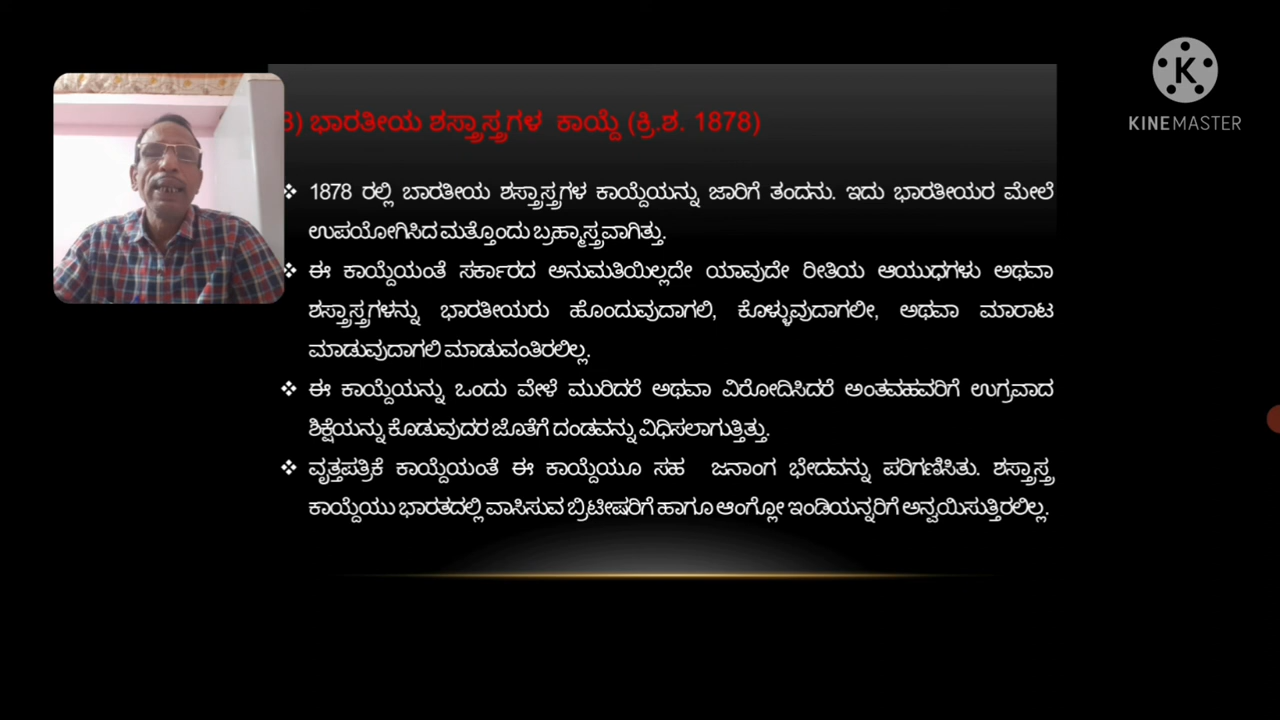 3) ಭಾರತೀಯ ಶಸ್ತ್ರಾಸ್ತ್ರಗಳ ಕಾಯ್ದೆ (ಕ್ರಿ.ಶ. 1878)
❖ 1878 ರಲ್ಲಿ ಬಾರತೀಯ ಶಸ್ತ್ರಾಸ್ತ್ರಗಳ ಕಾಯ್ದೆಯನ್ನು ಜಾರಿಗೆ ತಂದನು. ಇದು ಭಾರತೀಯರ ಮೇಲೆ
ಉಪಯೋಗಿಸಿದ ಮತ್ತೊಂದು ಬ್ರಹ್ಮಾಸ್ತ್ರವಾಗಿತ್ತು.
❖ ಈ ಕಾಯ್ದೆಯಂತೆ ಸರ್ಕಾರದ ಅನುಮತಿಯಿಲ್ಲದೇ ಯಾವುದೇ ರೀತಿಯ ಆಯುಧಗಳು ಅಥವಾ
ಶಸ್ತ್ರಾಸ್ತ್ರಗಳನ್ನು ಭಾರತೀಯರು ಹೊಂದುವುದಾಗಲಿ, ಕೊಳ್ಳುವುದಾಗಲೀ, ಅಥವಾ ಮಾರಾಟ
ಮಾಡುವುದಾಗಲಿ ಮಾಡುವಂತಿರಲಿಲ್ಲ.
❖ ಈ ಕಾಯ್ದೆಯನ್ನು ಒಂದು ವೇಳೆ ಮುರಿದರೆ ಅಥವಾ ವಿರೋದಿಸಿದರೆ ಅಂತವಹವರಿಗೆ ಉಗ್ರವಾದ
ಶಿಕ್ಷೆಯನ್ನು ಕೊಡುವುದರ ಜೊತೆಗೆ ದಂಡವನ್ನು ವಿಧಿಸಲಾಗುತ್ತಿತ್ತು.
❖ ವೃತ್ತಪತ್ರಿಕೆ ಕಾಯ್ದೆಯಂತೆ ಈ ಕಾಯ್ದೆಯೂ ಸಹ ಜನಾಂಗ ಭೇದವನ್ನು ಪರಿಗಣಿಸಿತು. ಶಸ್ತ್ರಾಸ್ತ್ರ
ಕಾಯ್ದೆಯು ಭಾರತದಲ್ಲಿ ವಾಸಿಸುವ ಬ್ರಿಟೀಷರಿಗೆ ಹಾಗೂ ಆಂಗ್ಲೋ ಇಂಡಿಯನ್ನರಿಗೆ ಅನ್ವಯಿಸುತ್ತಿರಲಿಲ್ಲ.
K
KINEMASTER